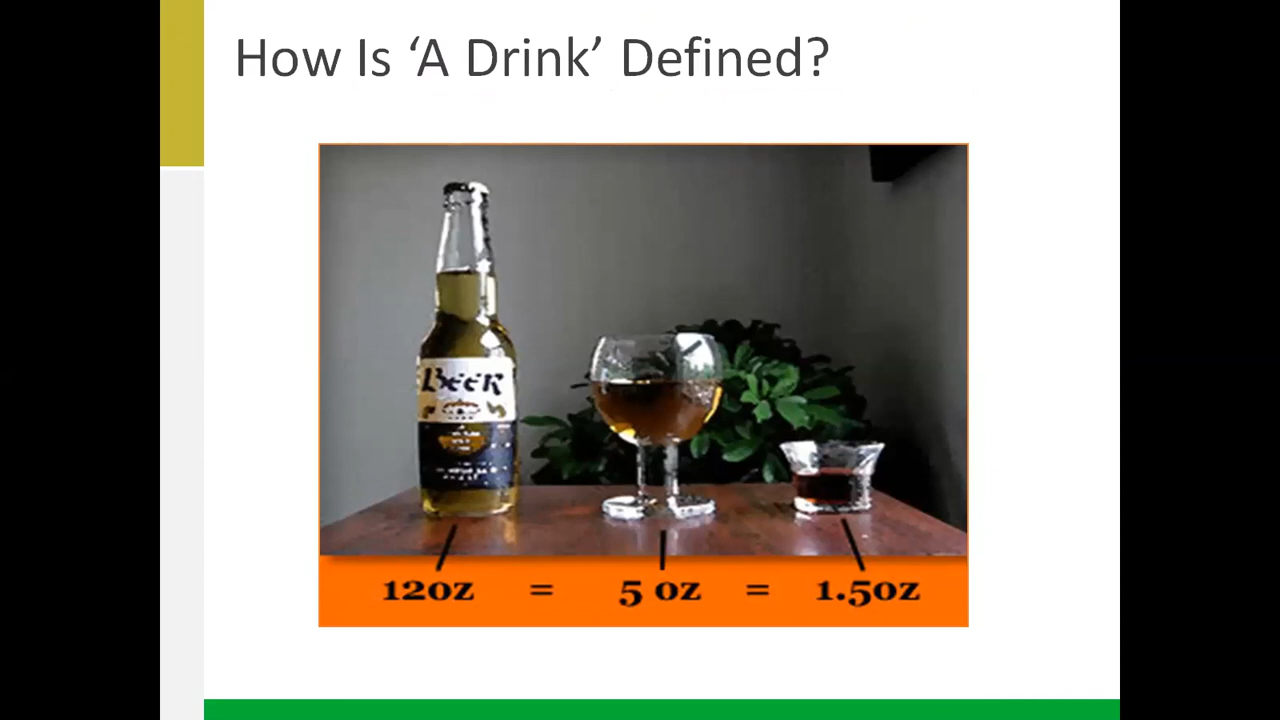 How Is ‘A Drink’ Defined?
Beer
12oz = 5 oz = 1.5oz